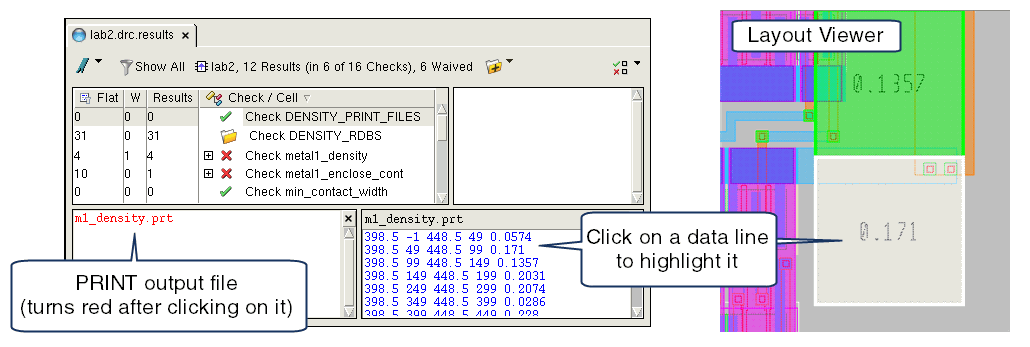 lab2.drc.results
Show All lab2, 12 Results (in 6 of 16 Checks), 6 Waived
Flat W Results Check / Cell
0 0 0 Check DENSITY_PRINT_FILES
31 0 31 Check DENSITY_RDBS
4 1 4 Check metal1_density
10 0 1 Check metal1_enclose_cont
0 0 0 Check min_contact_width
m1_density.prt
PRINT output file
(turns red after clicking on it)
m1_density.prt
398.5 -1 448.5 49 0.0574
398.5 49 448.5 99 0.171
398.5 99 448.5 149 0.1357
398.5 149 448.5 199 0.2031
398.5 249 448.5 299 0.2074
398.5 349 448.5 399 0.0286
398.5 399 448.5 449 0.228
Click on a data line
to highlight it
Layout Viewer
0.1357
0.171